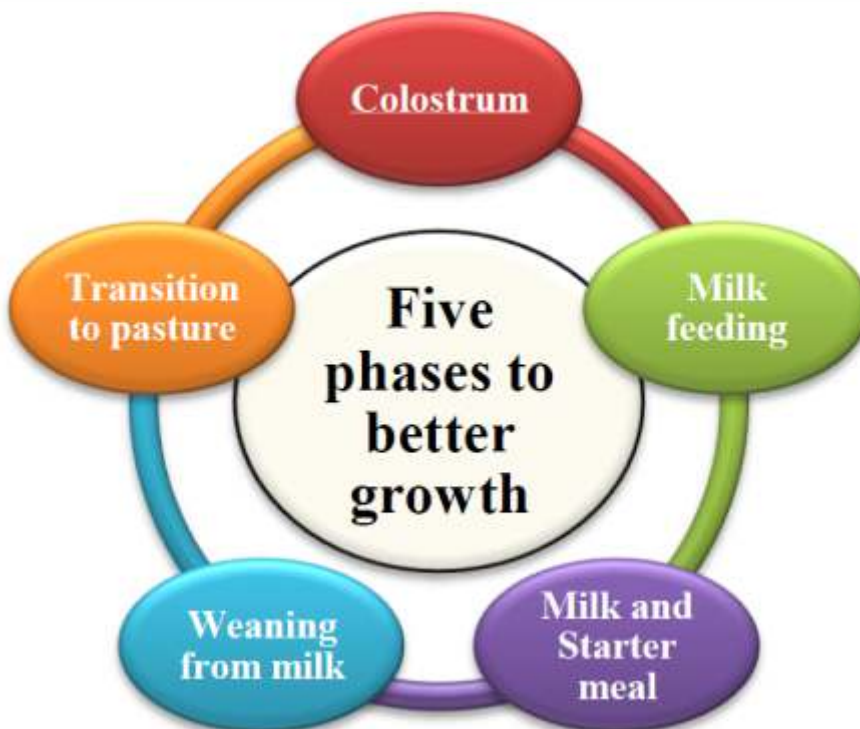 Colostrum
Milk
feeding
Milk and
Starter
meal
Weaning
from milk
Transition
to pasture
Five
phases to
better
growth